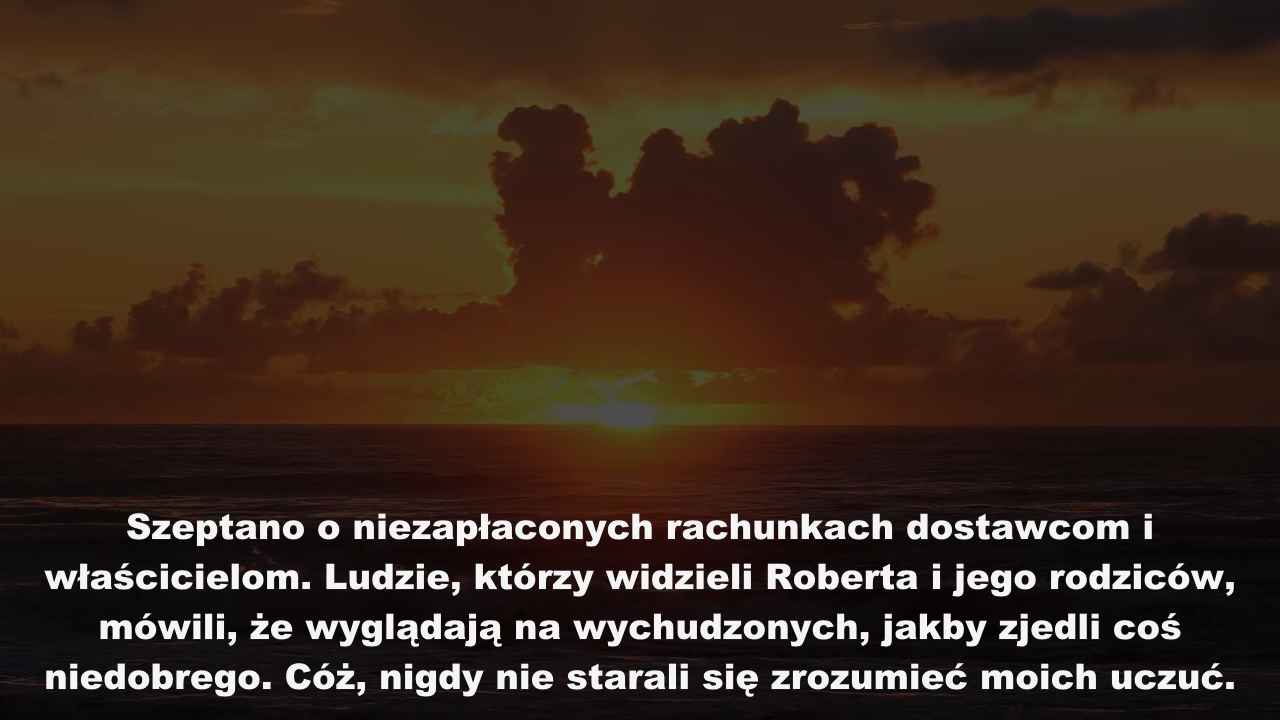 Szeptano o niezapłaconych rachunkach dostawcom i
właścicielom. Ludzie, którzy widzieli Roberta i jego rodziców,
mówili, że wyglądają na wychudzonych, jakby zjedli coś
niedobrego. Cóż, nigdy nie starali się zrozumieć moich uczuć.